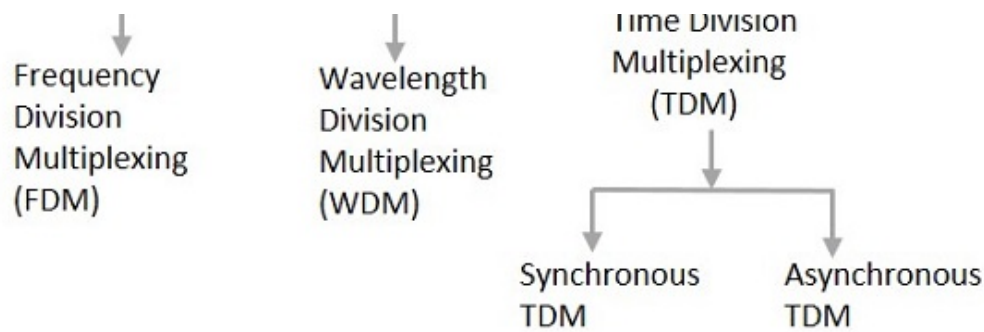 Frequency
Division
Multiplexing
(FDM)
Wavelength
Division
Multiplexing
(WDM)
Time Division
Multiplexing
(TDM)
Synchronous
TDM
Asynchronous
TDM